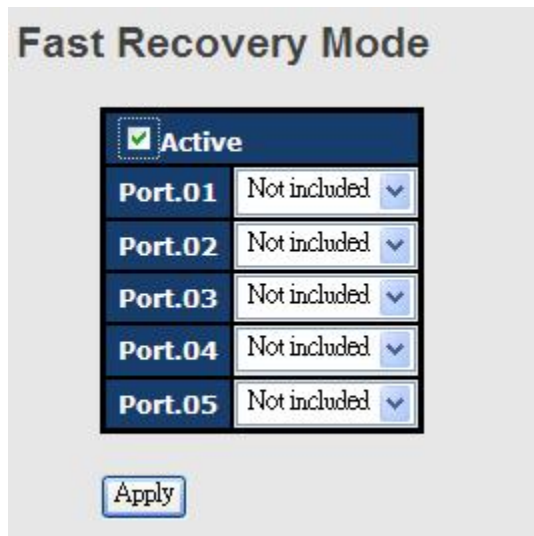 Fast Recovery Mode
Active
Port.01 Not included
Port.02 Not included
Port.03 Not included
Port.04 Not included
Port.05 Not included
Apply